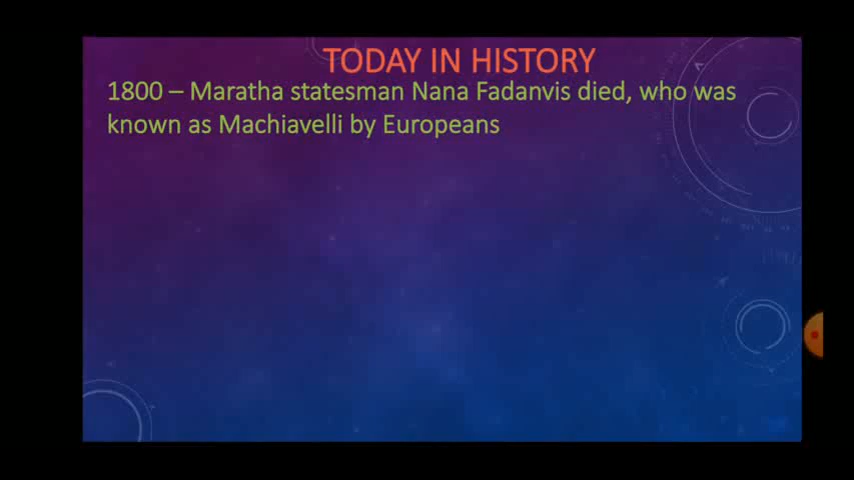 TODAY IN HISTORY
1800 – Maratha statesman Nana Fadanvis died, who was
known as Machiavelli by Europeans